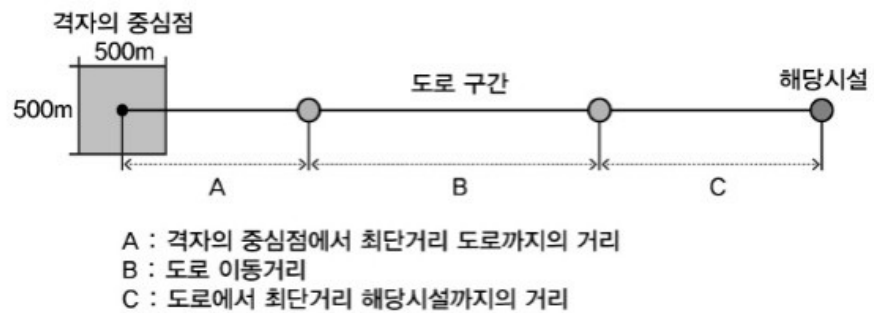 격자의 중심점
500m
도로 구간
해당시설
500m
A
B
C
A : 격자의 중심점에서 최단거리 도로까지의 거리
B : 도로 이동거리
C : 도로에서 최단거리 해당시설까지의 거리